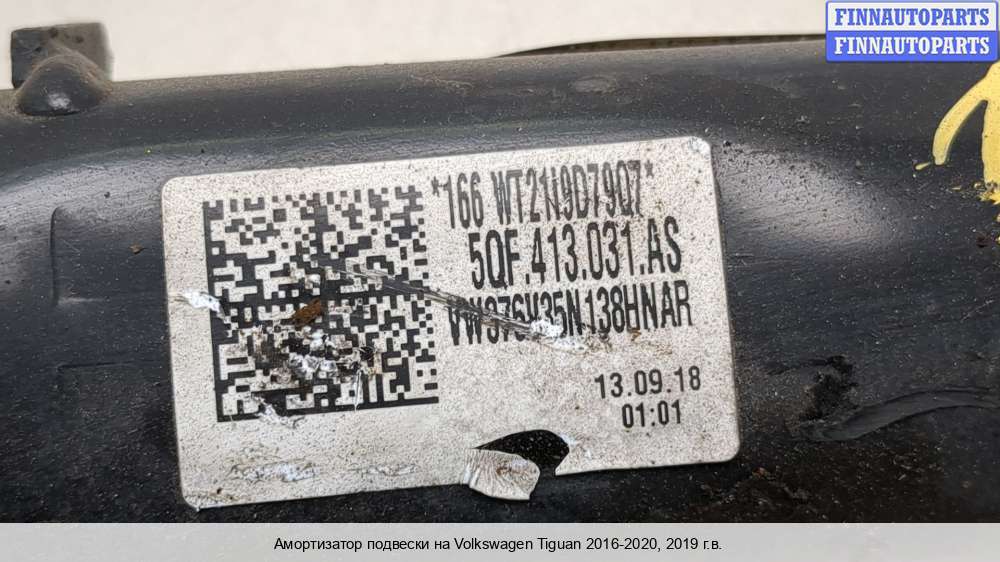 FINNAUTOPARTS
FINNAUTOPARTS
*166 WT21N9D79Q7*
5QF.413.031.AS
13.09.18
01:01
Амортизатор подвески на Volkswagen Tiguan 2016-2020, 2019 г.в.